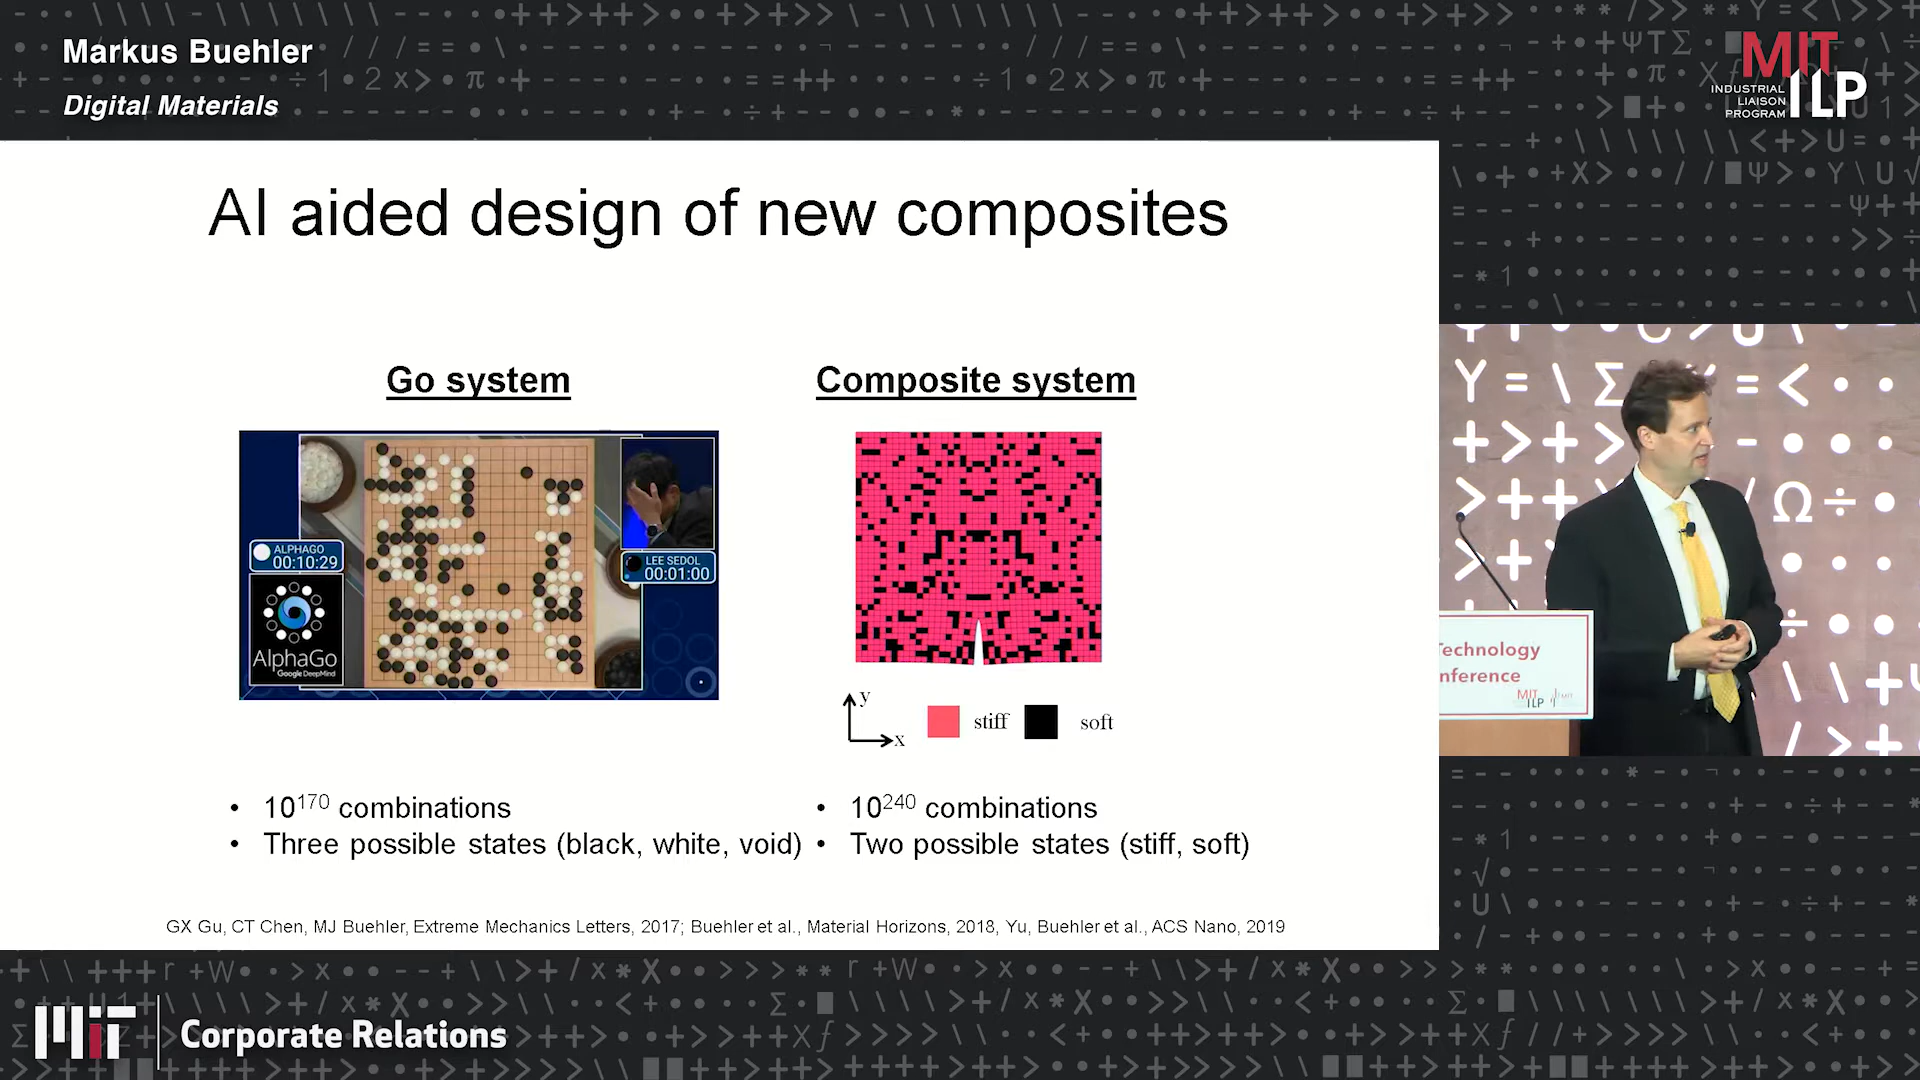 Markus Buehler
Digital Materials
MIT
ILP
INDUSTRIAL
LIAISON
PROGRAM
AI aided design of new composites
Go system
Composite system
ALPHAGO
00:10:29
LEE SEDOL
00:01:00
AlphaGo
Google DeepMind
y
x
stiff
soft
• 10¹⁷⁰ combinations
• Three possible states (black, white, void)
• 10²⁴⁰ combinations
• Two possible states (stiff, soft)
GX Gu, CT Chen, MJ Buehler, Extreme Mechanics Letters, 2017; Buehler et al., Material Horizons, 2018, Yu, Buehler et al., ACS Nano, 2019
Technology
nference
MIT
ILP
MIT
Corporate Relations